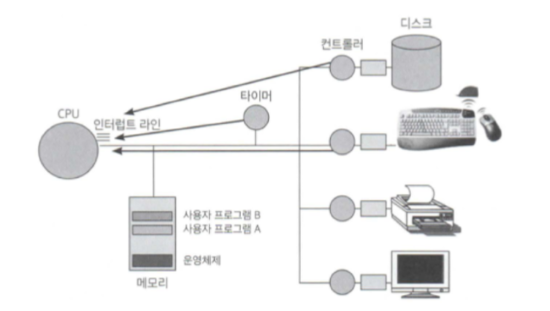 디스크
컨트롤러
타이머
CPU
인터럽트 라인
사용자 프로그램 B
사용자 프로그램 A
운영체제
메모리